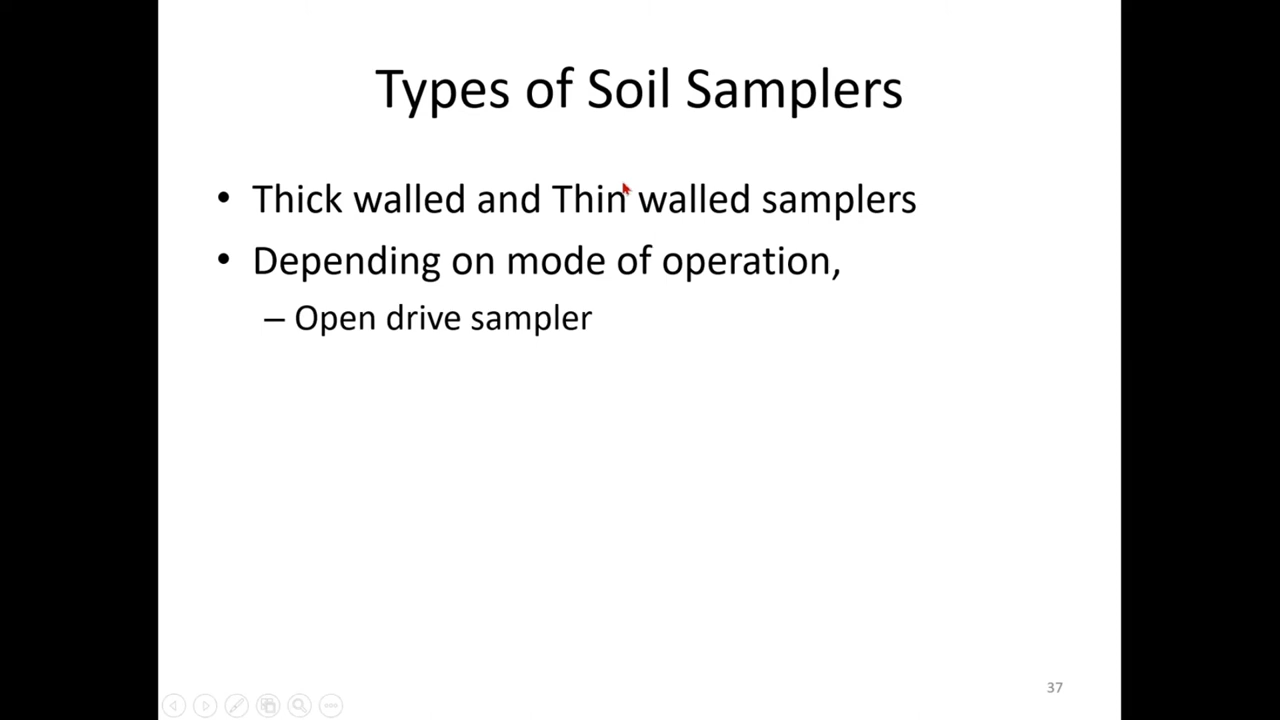 Types of Soil Samplers
• Thick walled and Thin walled samplers
• Depending on mode of operation,
– Open drive sampler
37